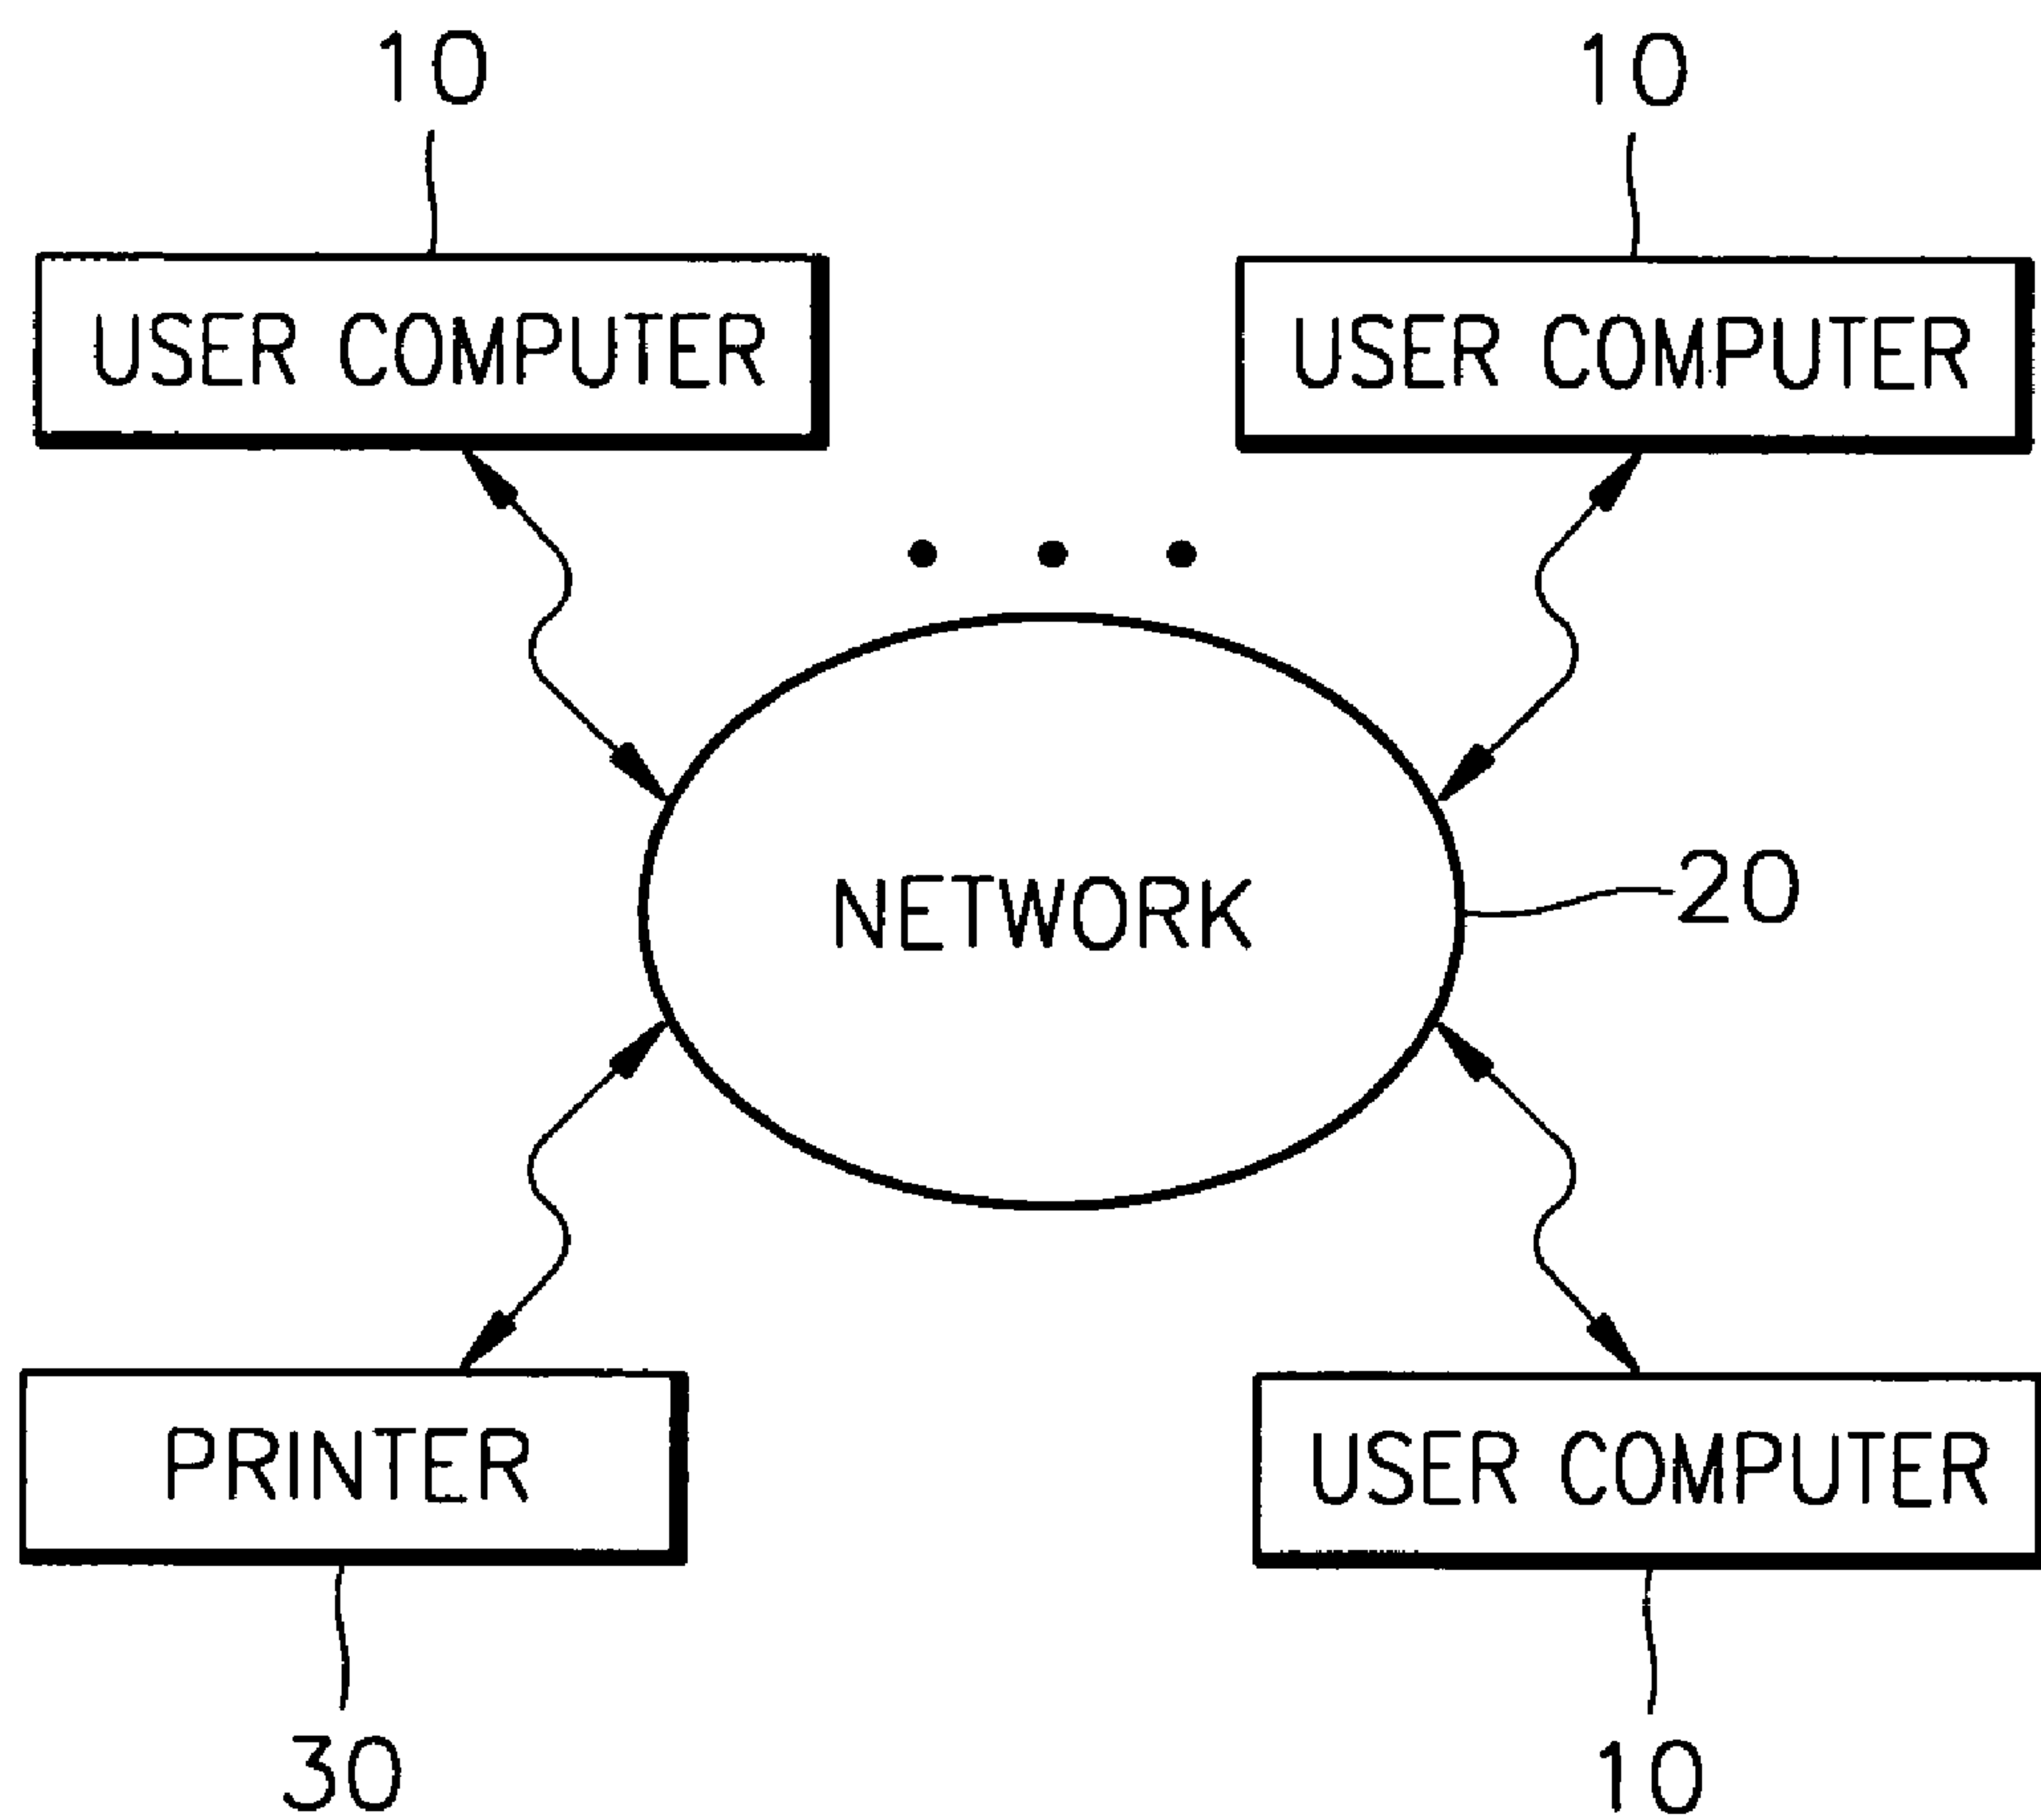 10
10
USER COMPUTER
USER COMPUTER
NETWORK
20
PRINTER
USER COMPUTER
30
10